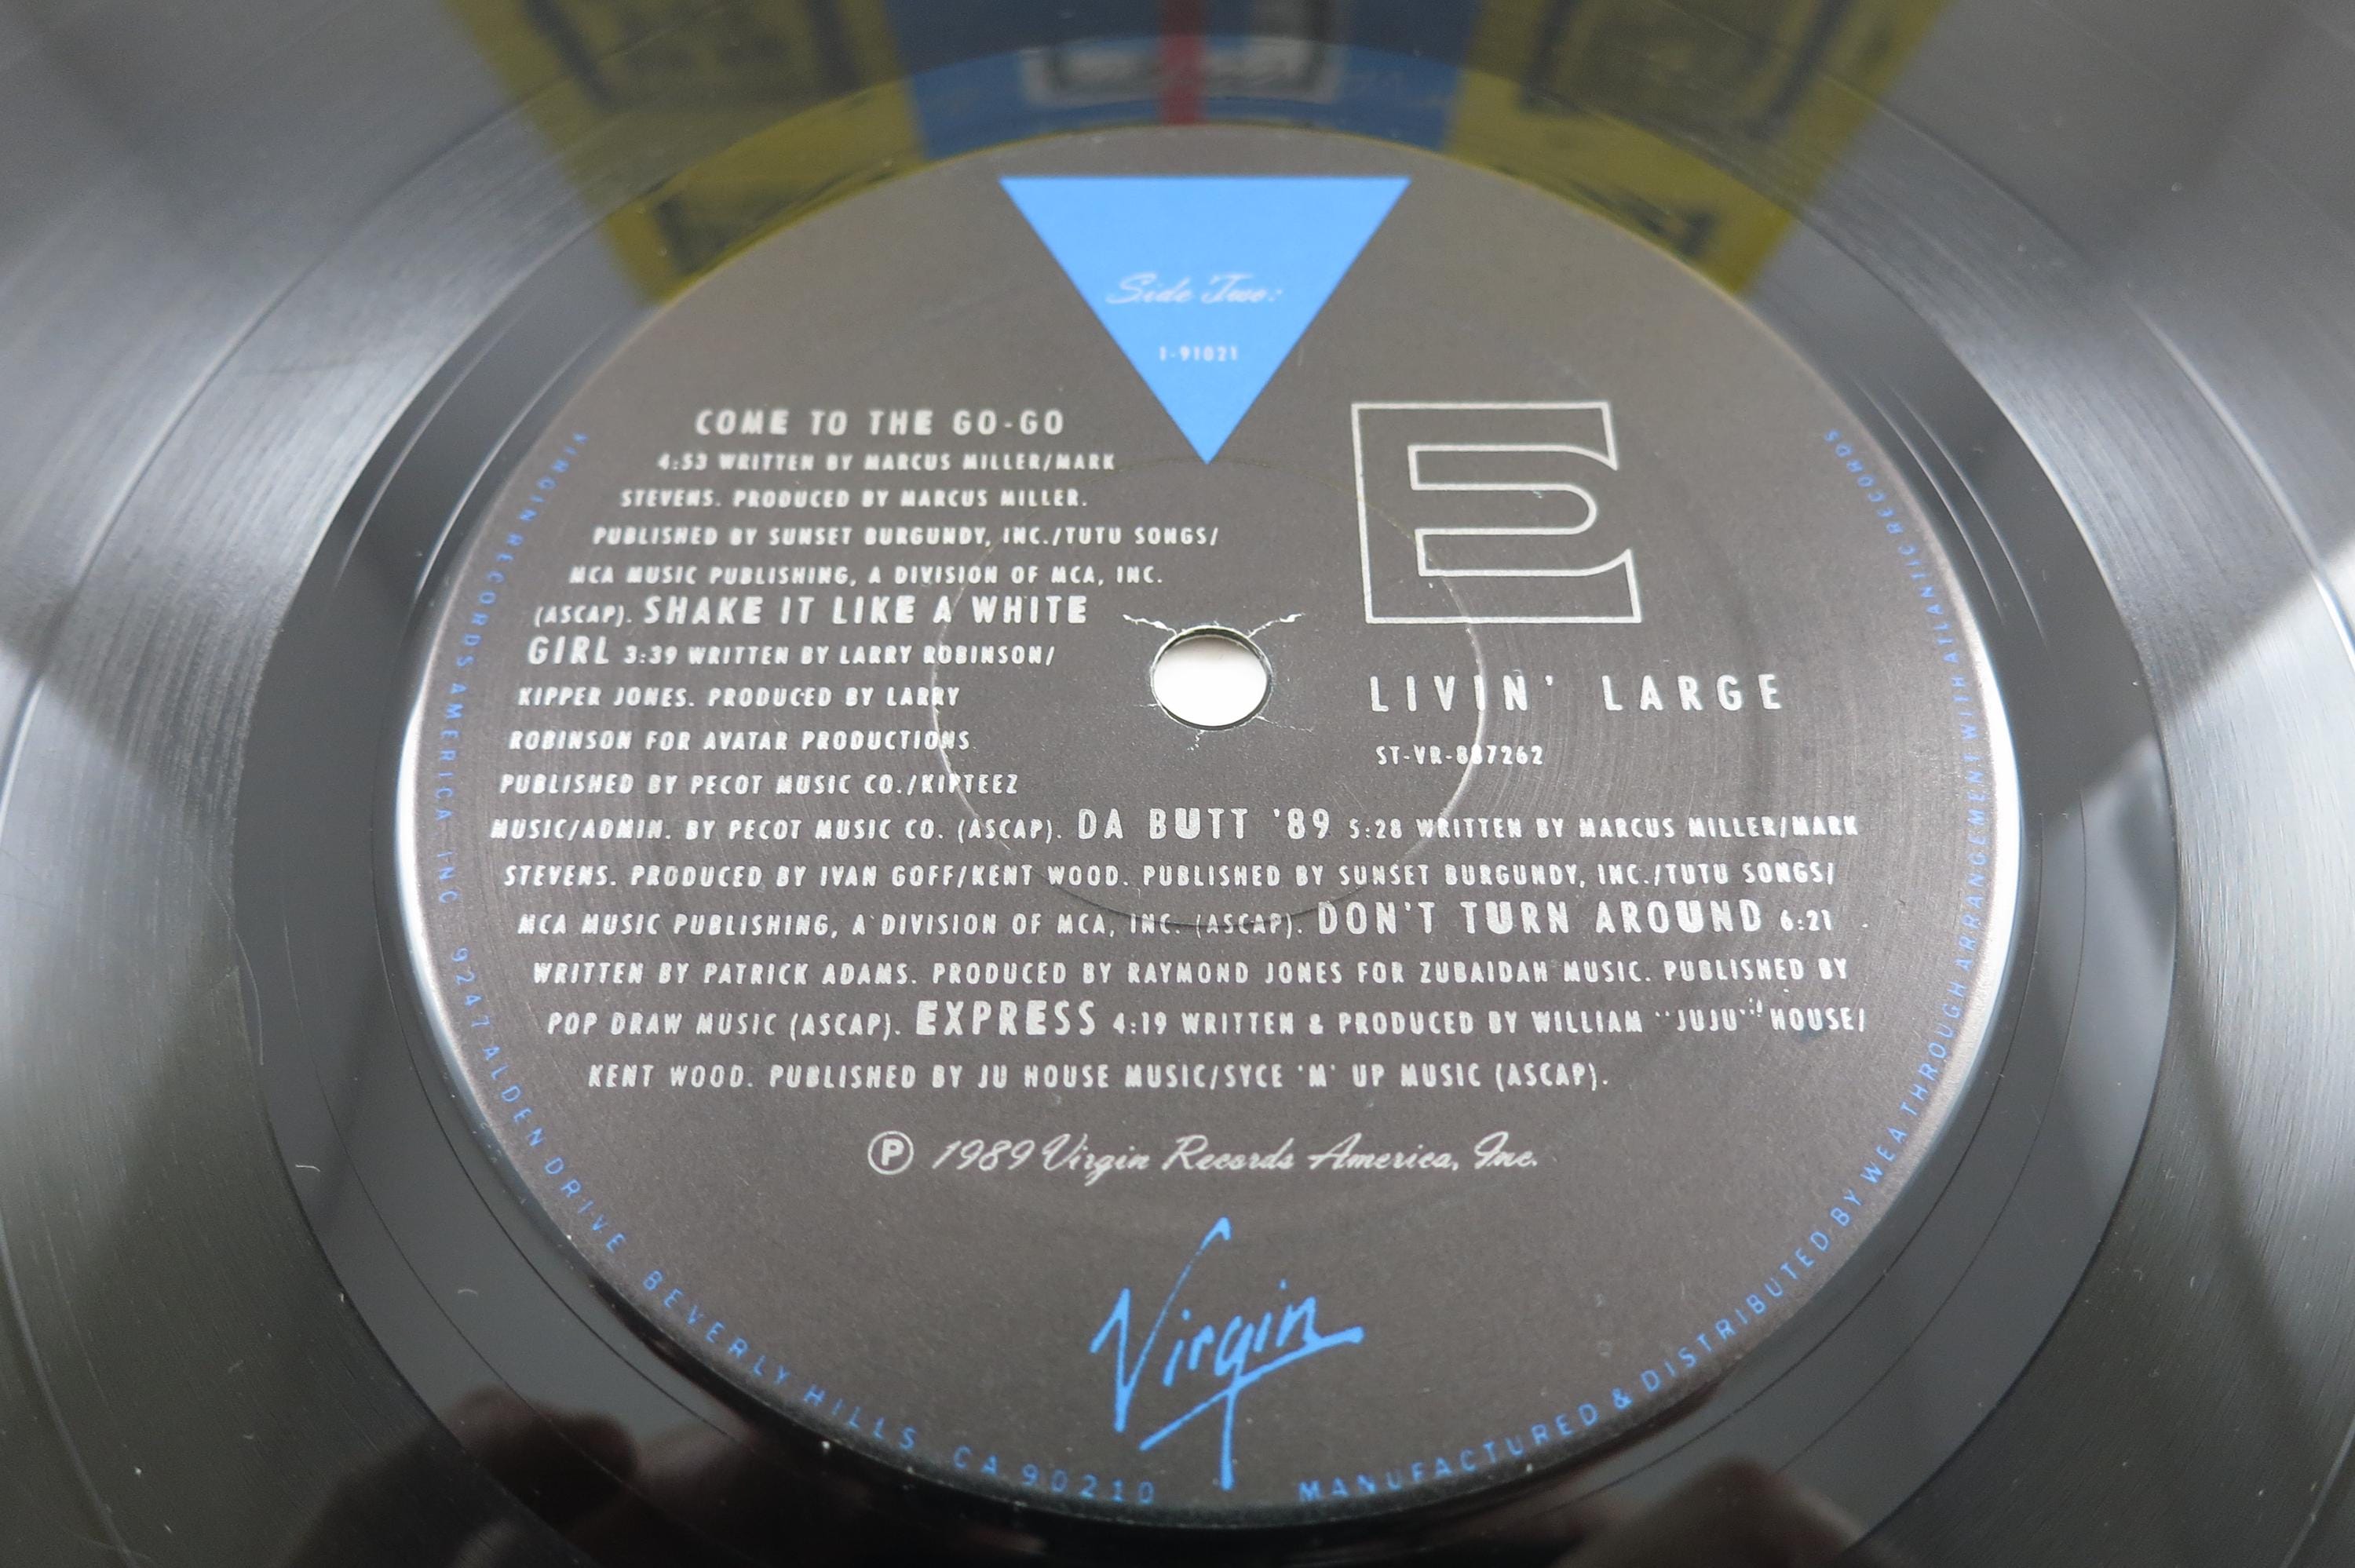 Side Two:
1-91021
COME TO THE GO-GO
4:53 WRITTEN BY MARCUS MILLER/MARK
STEVENS. PRODUCED BY MARCUS MILLER.
PUBLISHED BY SUNSET BURGUNDY, INC./TUTU SONGS/
MCA MUSIC PUBLISHING, A DIVISION OF MCA, INC.
(ASCAP). SHAKE IT LIKE A WHITE
GIRL 3:39 WRITTEN BY LARRY ROBINSON/
KIPPER JONES. PRODUCED BY LARRY
ROBINSON FOR AVATAR PRODUCTIONS
PUBLISHED BY PECOT MUSIC CO./KIPTEEZ
MUSIC/ADMIN. BY PECOT MUSIC CO. (ASCAP). DA BUTT '89 5:28 WRITTEN BY MARCUS MILLER/MARK
STEVENS. PRODUCED BY IVAN GOFF/KENT WOOD. PUBLISHED BY SUNSET BURGUNDY, INC./TUTU SONGS/
MCA MUSIC PUBLISHING, A DIVISION OF MCA, INC. (ASCAP). DON'T TURN AROUND 6:21
WRITTEN BY PATRICK ADAMS. PRODUCED BY RAYMOND JONES FOR ZUBAIDAH MUSIC. PUBLISHED BY
POP DRAW MUSIC (ASCAP). EXPRESS 4:19 WRITTEN & PRODUCED BY WILLIAM "JUJU" HOUSE/
KENT WOOD. PUBLISHED BY JU HOUSE MUSIC/SYCE 'M' UP MUSIC (ASCAP).
E
LIVIN' LARGE
ST-VR-887262
Ⓟ 1989 Virgin Records America, Inc.
Virgin
VIRGIN RECORDS AMERICA, INC. 9247 ALDEN DRIVE BEVERLY HILLS, CA 90210 MANUFACTURED & DISTRIBUTED BY WEA THROUGH ARRANGEMENT WITH ATLANTIC RECORDS